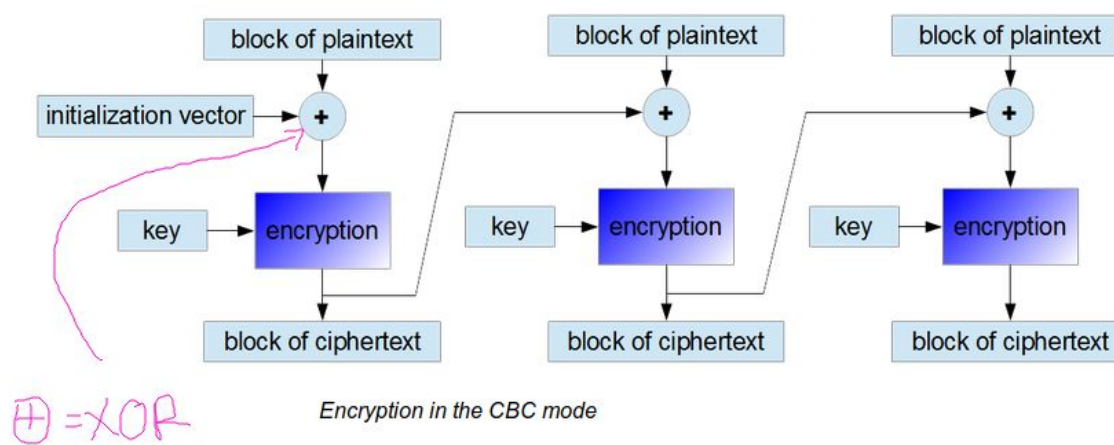 block of plaintext
block of plaintext
block of plaintext
initialization vector
+
+
+
key
encryption
key
encryption
key
encryption
block of ciphertext
block of ciphertext
block of ciphertext
⊕ = XOR
Encryption in the CBC mode